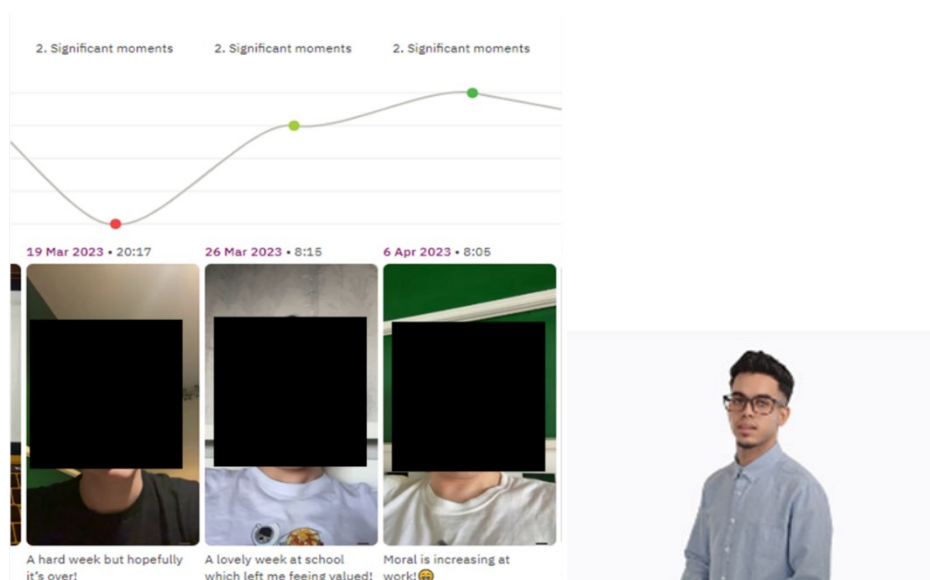 2. Significant moments
2. Significant moments
2. Significant moments
19 Mar 2023 • 20:17
26 Mar 2023 • 8:15
6 Apr 2023 • 8:05
A hard week but hopefully
it's over!
A lovely week at school
which left me feeing valued!
Moral is increasing at
work!😄